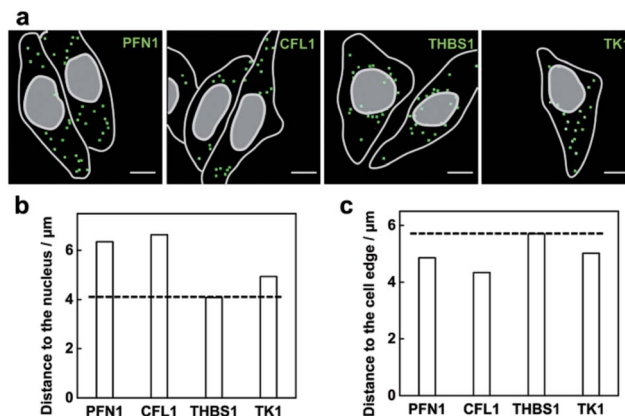 a
PFN1
CFL1
THBS1
TK1
b
Distance to the nucleus / μm
6
4
2
0
PFN1 CFL1 THBS1 TK1
c
Distance to the cell edge / μm
6
4
2
0
PFN1 CFL1 THBS1 TK1